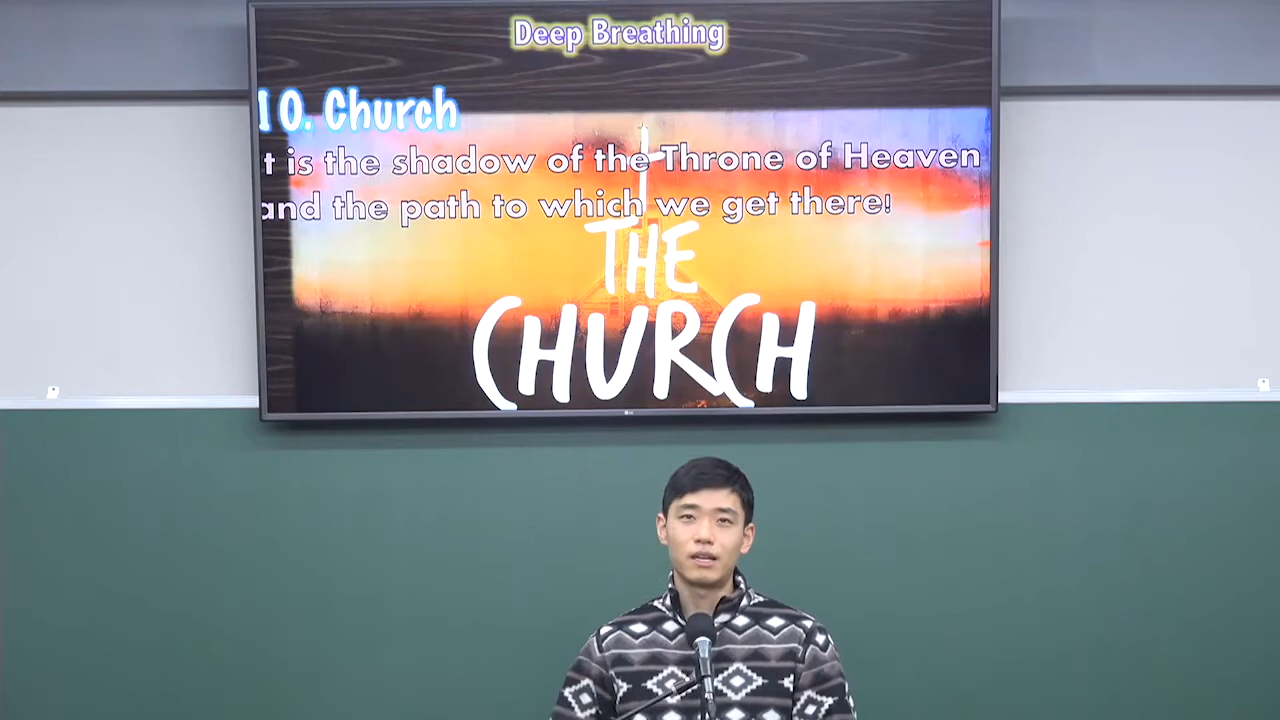 Deep Breathing
10. Church
t is the shadow of the Throne of Heaven
and the path to which we get there!
THE
CHURCH